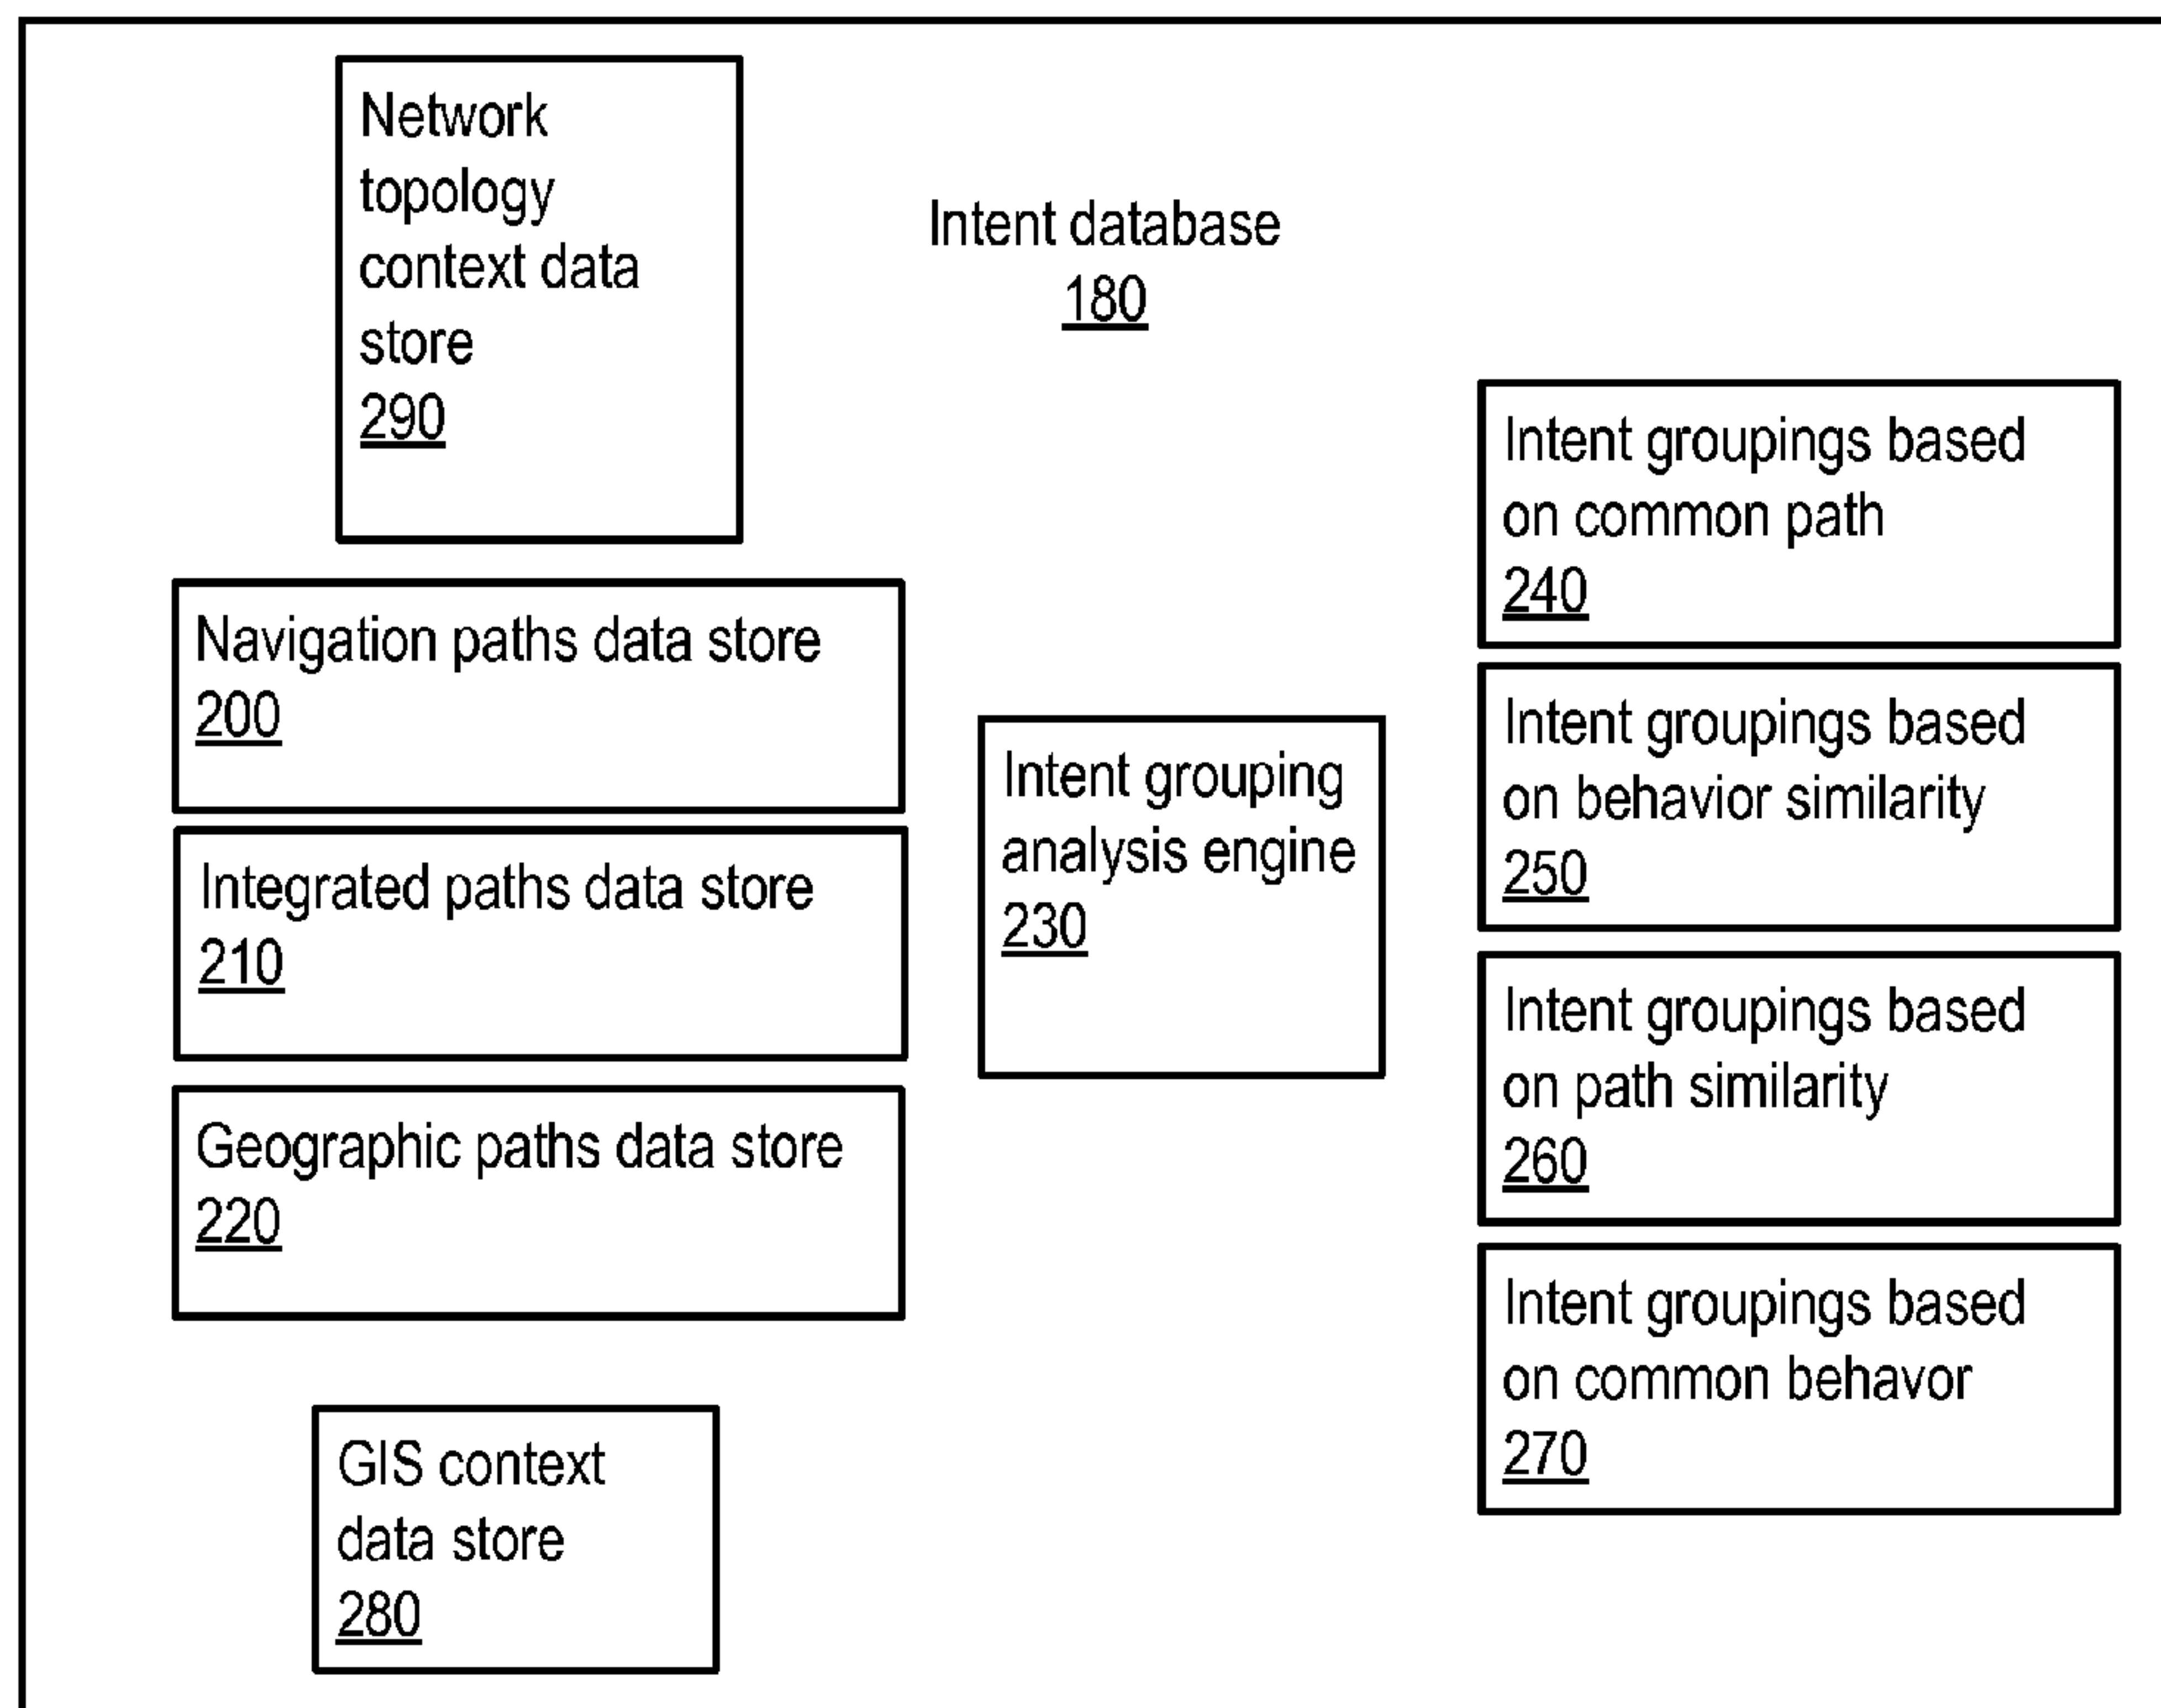 Network
topology
context data
store
290
Intent database
180
Navigation paths data store
200
Integrated paths data store
210
Geographic paths data store
220
GIS context
data store
280
Intent grouping
analysis engine
230
Intent groupings based
on common path
240
Intent groupings based
on behavior similarity
250
Intent groupings based
on path similarity
260
Intent groupings based
on common behavor
270